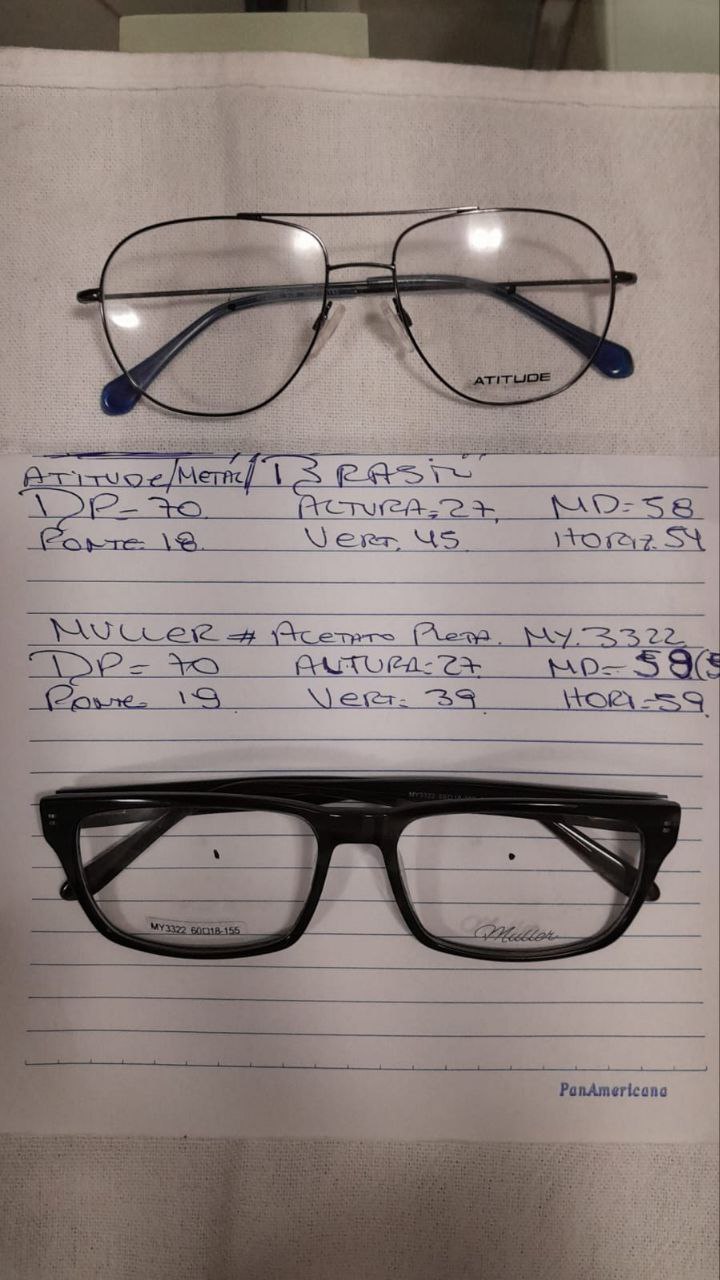 ATITUDE
ATITUDE/METAL/BRASIL
DP=70 ALTURA=27 MD=58
PONTE 18 VERT. 45 HORIZ. 54
MULLER # ACETATO PRETA. MY.3322
DP=70 ALTURA=27 MD=59(5
PONTE 19 VERT: 39 HORI=59
MY3322
MY3322 60□18-155
Muller
PanAmericana